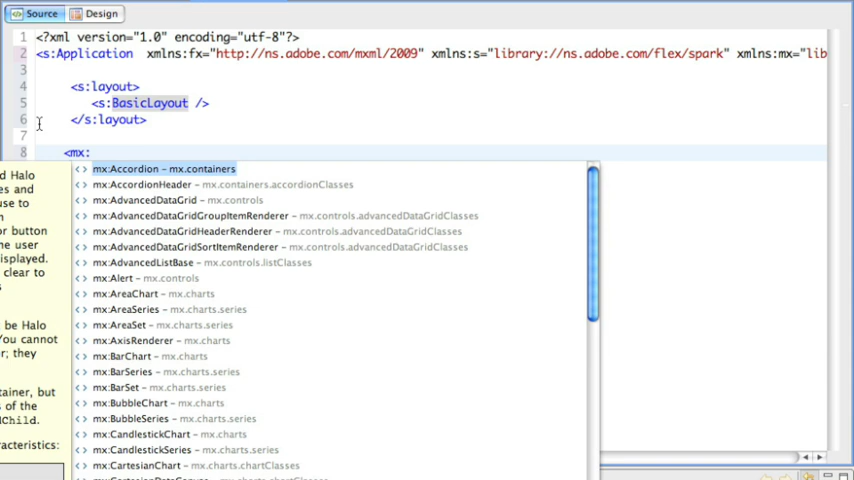 Source Design
1 <?xml version="1.0" encoding="utf-8"?>
2 <s:Application xmlns:fx="http://ns.adobe.com/mxml/2009" xmlns:s="library://ns.adobe.com/flex/spark" xmlns:mx="lib
3
4 <s:layout>
5 <s:BasicLayout />
6 </s:layout>
7
8 <mx:
d Halo
es and
use to
n
or button
ne user
isplayed.
clear to
s
t be Halo
You cannot
r; they
tainer, but
s of the
MChild.
aracteristics:
<> mx:Accordion – mx.containers
<> mx:AccordionHeader – mx.containers.accordionClasses
<> mx:AdvancedDataGrid – mx.controls
<> mx:AdvancedDataGridGroupItemRenderer – mx.controls.advancedDataGridClasses
<> mx:AdvancedDataGridHeaderRenderer – mx.controls.advancedDataGridClasses
<> mx:AdvancedDataGridSortItemRenderer – mx.controls.advancedDataGridClasses
<> mx:AdvancedListBase – mx.controls.listClasses
<> mx:Alert – mx.controls
<> mx:AreaChart – mx.charts
<> mx:AreaSeries – mx.charts.series
<> mx:AreaSet – mx.charts.series
<> mx:AxisRenderer – mx.charts
<> mx:BarChart – mx.charts
<> mx:BarSeries – mx.charts.series
<> mx:BarSet – mx.charts.series
<> mx:BubbleChart – mx.charts
<> mx:BubbleSeries – mx.charts.series
<> mx:CandlestickChart – mx.charts
<> mx:CandlestickSeries – mx.charts.series
<> mx:CartesianChart – mx.charts.chartClasses